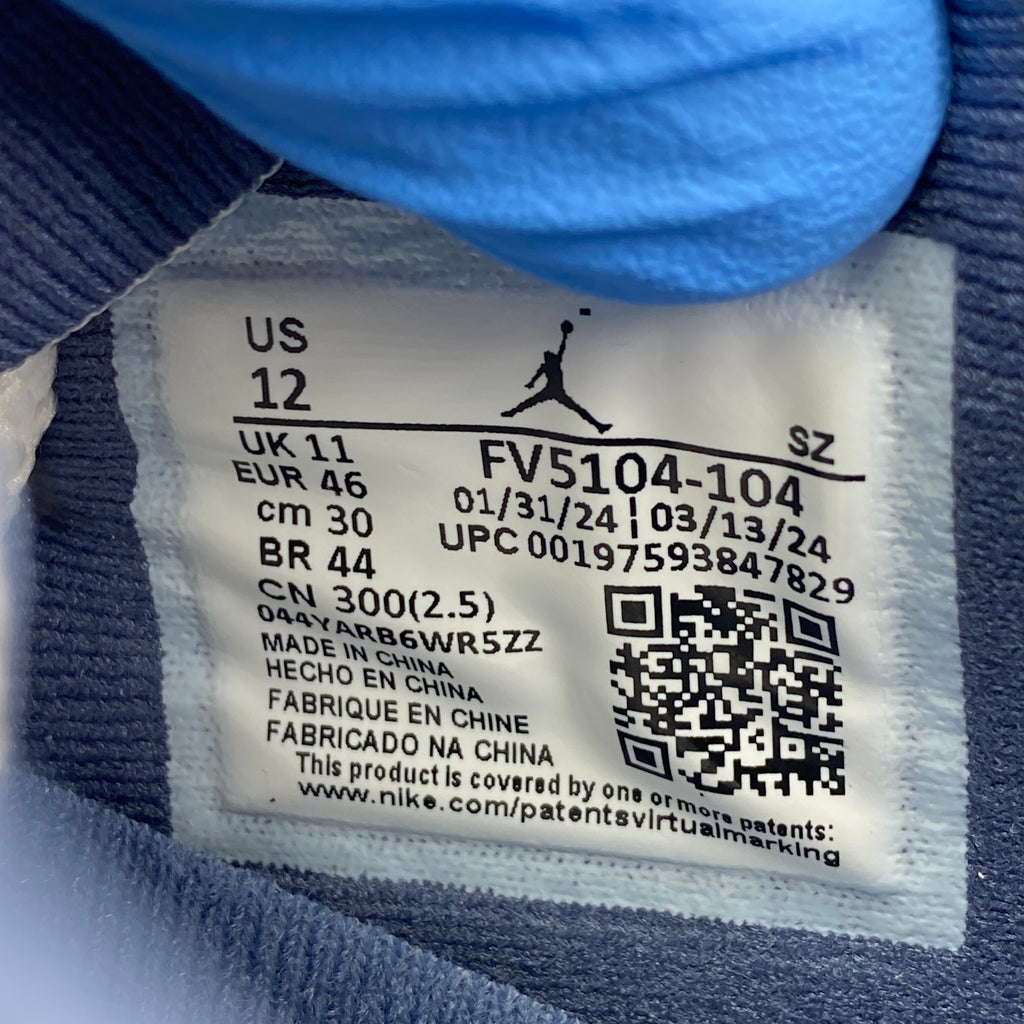 US
12
SZ
UK 11
EUR 46
cm 30
BR 44
CN 300(2.5)
FV5104-104
01/31/24 ¦ 03/13/24
UPC 00197593847829
044YARB6WR5ZZ
MADE IN CHINA
HECHO EN CHINA
FABRIQUE EN CHINE
FABRICADO NA CHINA
This product is covered by one or more patents:
www.nike.com/patentsvirtualmarking